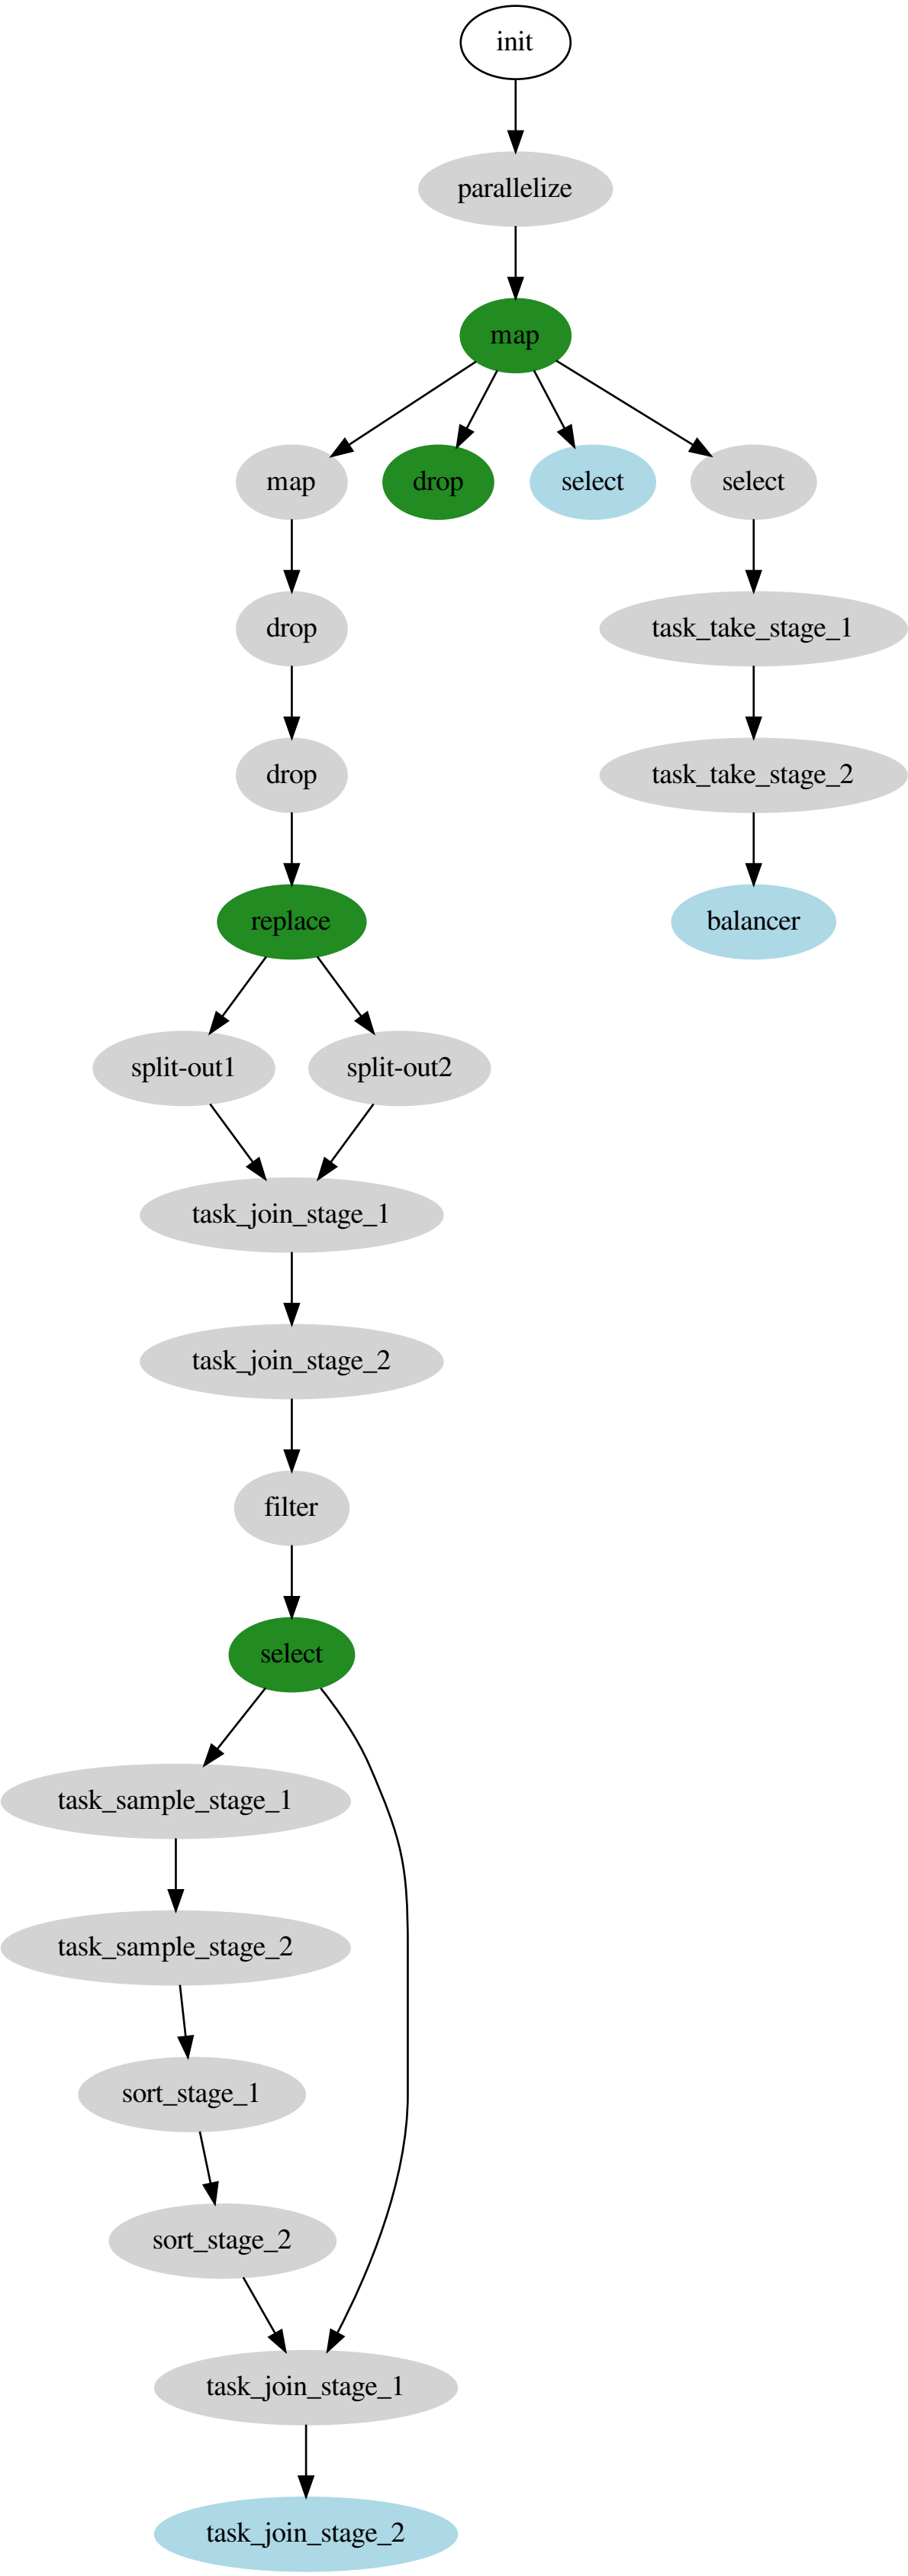 init
parallelize
map
map
drop
select
select
drop
task_take_stage_1
drop
task_take_stage_2
replace
balancer
split-out1
split-out2
task_join_stage_1
task_join_stage_2
filter
select
task_sample_stage_1
task_sample_stage_2
sort_stage_1
sort_stage_2
task_join_stage_1
task_join_stage_2